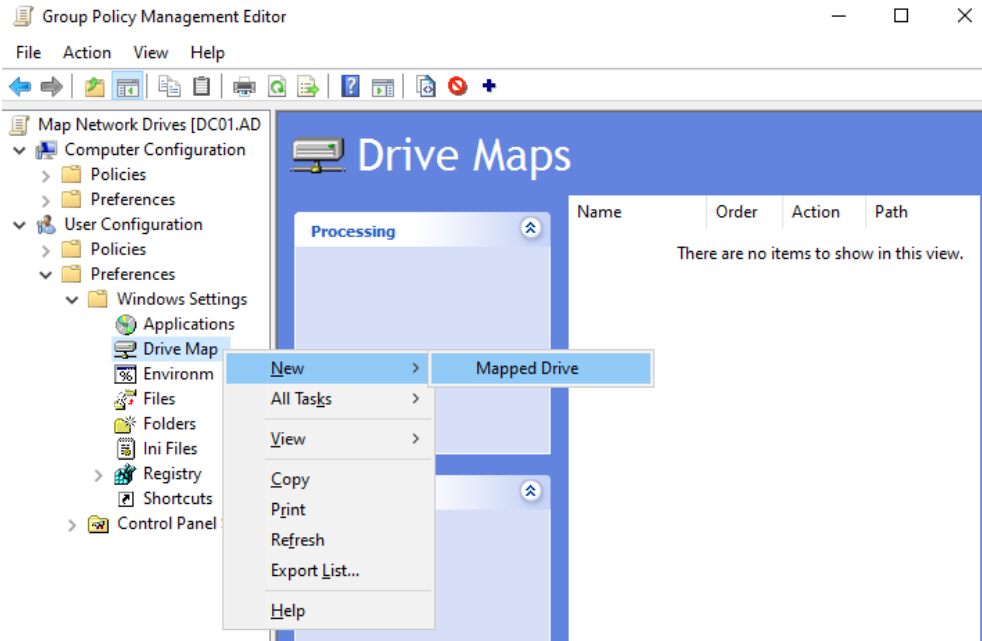 Group Policy Management Editor
File Action View Help
Map Network Drives [DC01.AD
Computer Configuration
Policies
Preferences
User Configuration
Policies
Preferences
Windows Settings
Applications
Drive Map
Environm
Files
Folders
Ini Files
Registry
Shortcuts
Control Panel
Drive Maps
Processing
Name Order Action Path
There are no items to show in this view.
New
All Tasks
View
Copy
Print
Refresh
Export List...
Help
Mapped Drive